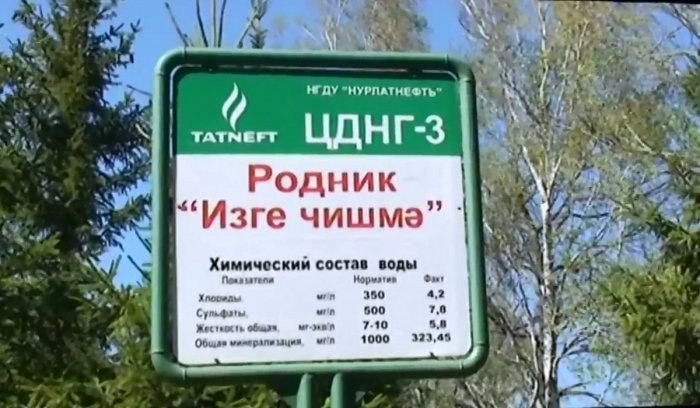 НГДУ "НУРЛАТНЕФТЬ"
TATNEFT ЦДНГ-3
Родник
"Изге чишмә"
Химический состав воды
Показатели Норматив Факт
Хлориды, мг/л 350 4,2
Сульфаты, мг/л 500 7,8
Жесткость общая, мг-экв/л 7-10 5,8
Общая минерализация, мг/л 1000 323,45